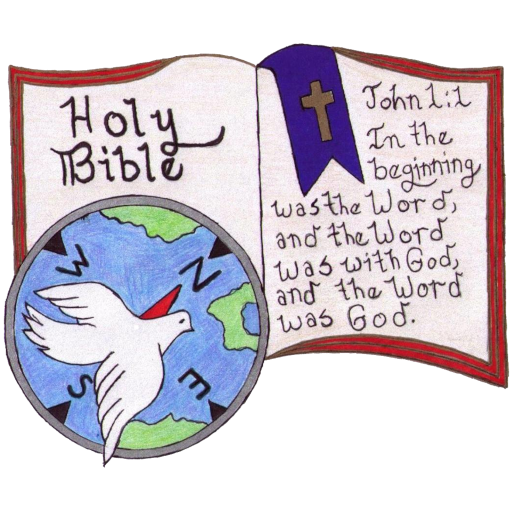 Holy
Bible
John 1:1
In the
beginning
was the Word,
and the Word
was with God,
and the Word
was God.
W
N
S
E